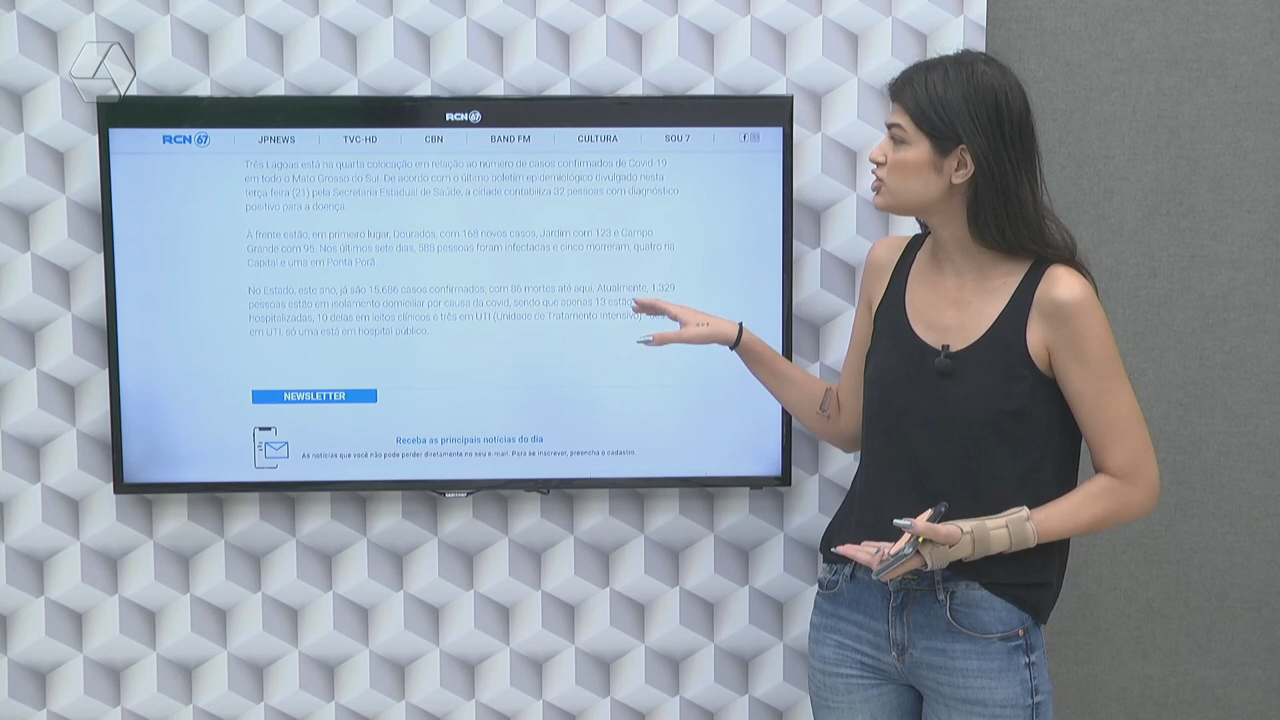 RCN 67
RCN 67 JPNEWS TVC-HD CBN BAND FM CULTURA SOU 7
Três Lagoas está na quarta colocação em relação ao número de casos confirmados de Covid-19
em todo o Mato Grosso do Sul. De acordo com o último boletim epidemiológico divulgado nesta
terça-feira (21) pela Secretaria Estadual de Saúde, a cidade contabiliza 32 pessoas com diagnóstico
positivo para a doença.
À frente estão, em primeiro lugar, Dourados, com 168 novos casos, Jardim com 123 e Campo
Grande com 95. Nos últimos sete dias, 588 pessoas foram infectadas e cinco morreram, quatro na
Capital e uma em Ponta Porã.
No Estado, este ano, já são 15.686 casos confirmados, com 86 mortes até aqui. Atualmente, 1.329
pessoas estão em isolamento domiciliar por causa da covid, sendo que apenas 13 estão
hospitalizadas, 10 delas em leitos clínicos e três em UTI (Unidade de Tratamento Intensivo)
em UTI, só uma está em hospital público.
NEWSLETTER
Receba as principais notícias do dia
As notícias que você não pode perder diretamente no seu e-mail. Para se inscrever, preencha o cadastro.